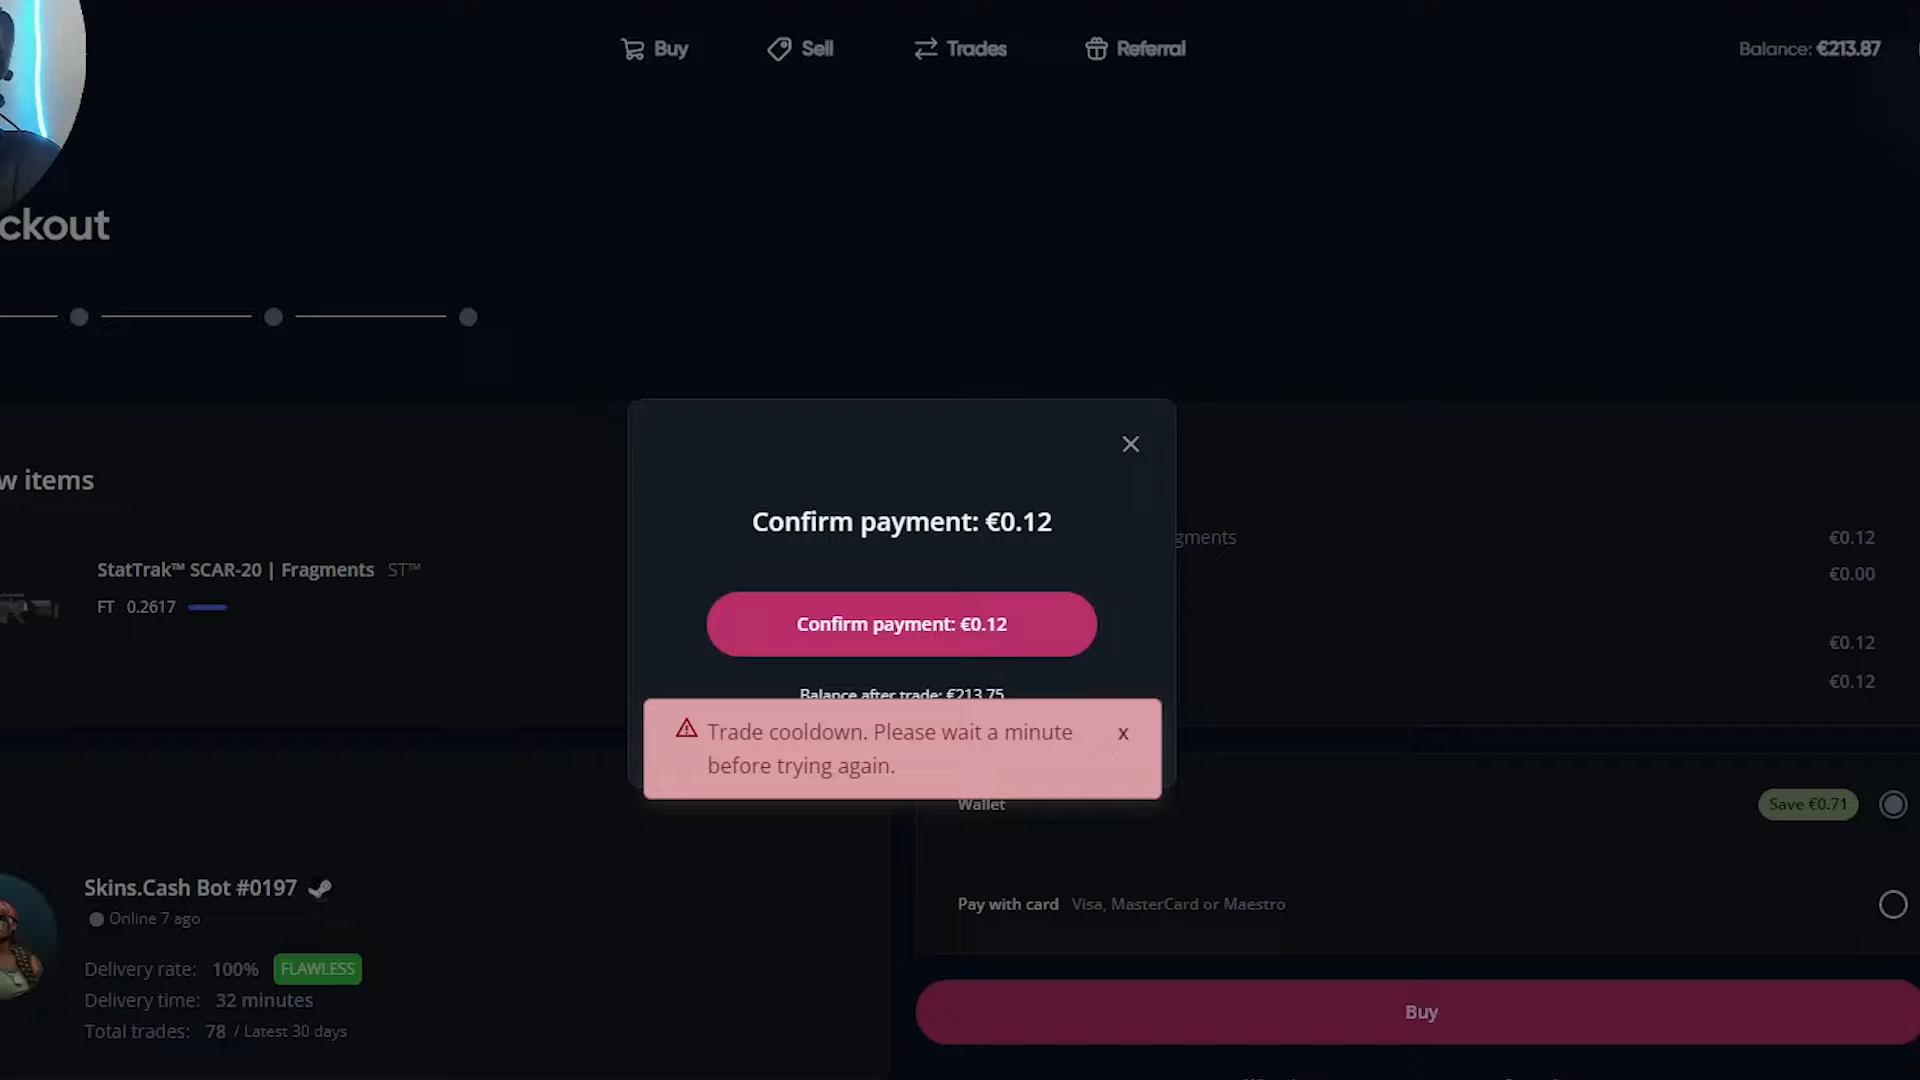 Buy
Sell
Trades
Referral
Balance: €213.87
ckout
w items
StatTrak™ SCAR-20 | Fragments ST™
FT 0.2617
Confirm payment: €0.12
Confirm payment: €0.12
Balance after trade: €213.75
Trade cooldown. Please wait a minute
before trying again.
x
gments
€0.12
€0.00
€0.12
€0.12
Wallet
Save €0.71
Pay with card Visa, MasterCard or Maestro
Buy
Skins.Cash Bot #0197
Online 7 ago
Delivery rate: 100% FLAWLESS
Delivery time: 32 minutes
Total trades: 78 / Latest 30 days